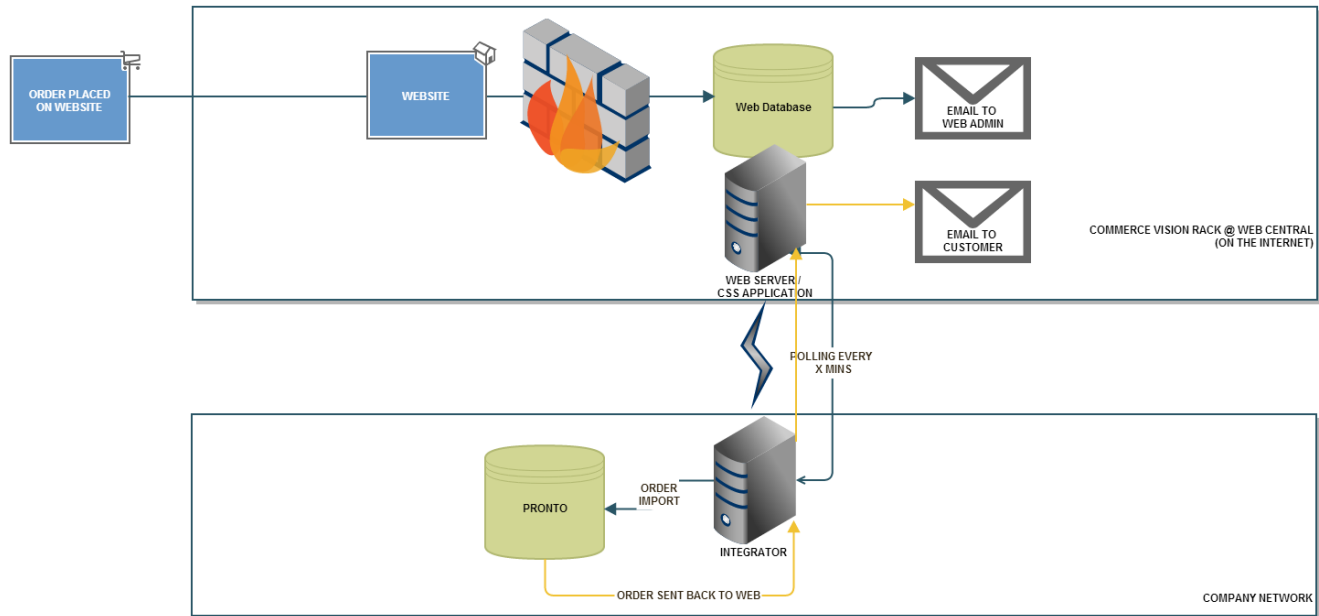 ORDER PLACED
ON WEBSITE
WEBSITE
Web Database
EMAIL TO
WEB ADMIN
EMAIL TO
CUSTOMER
COMMERCE VISION RACK @ WEB CENTRAL
(ON THE INTERNET)
WEB SERVER/
CSS APPLICATION
POLLING EVERY
X MINS
ORDER
IMPORT
PRONTO
INTEGRATOR
ORDER SENT BACK TO WEB
COMPANY NETWORK